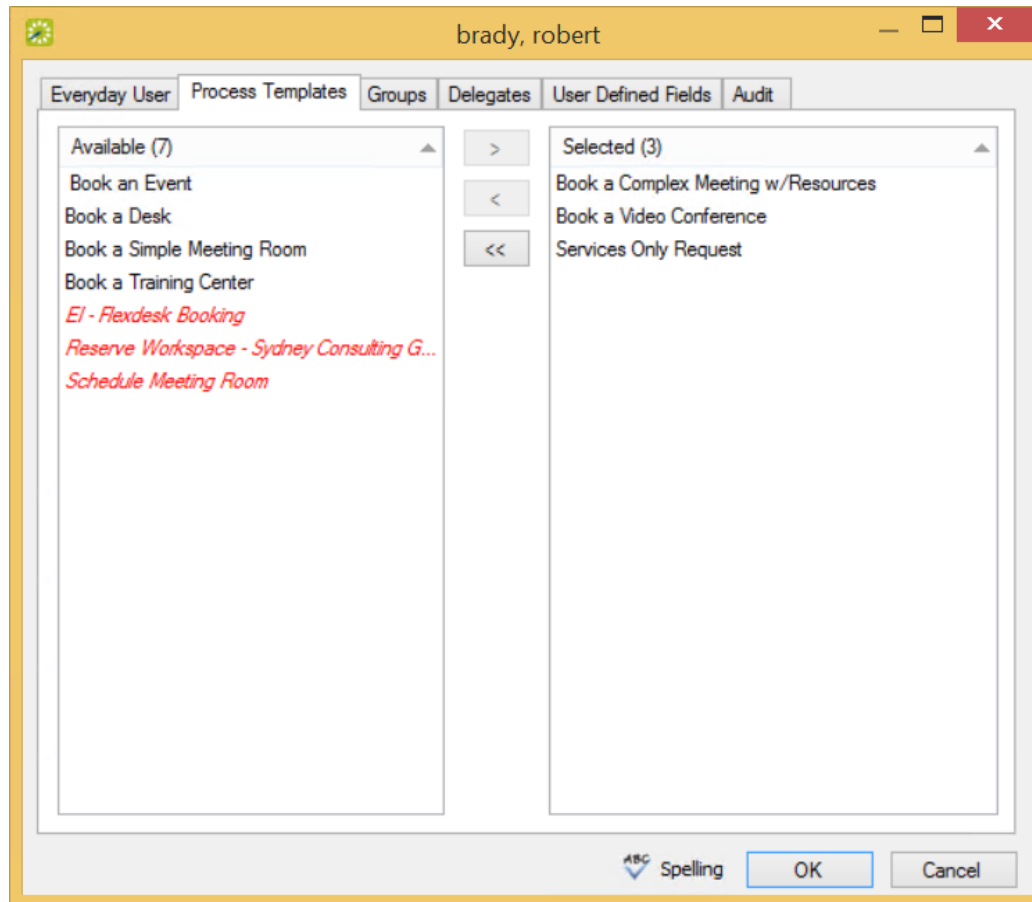 brady, robert
Everyday User Process Templates Groups Delegates User Defined Fields Audit
Available (7)
>
Selected (3)
Book an Event
Book a Desk
Book a Simple Meeting Room
Book a Training Center
EI - Flexdesk Booking
Reserve Workspace - Sydney Consulting G...
Schedule Meeting Room
<
<<
Book a Complex Meeting w/Resources
Book a Video Conference
Services Only Request
ABC Spelling
OK
Cancel